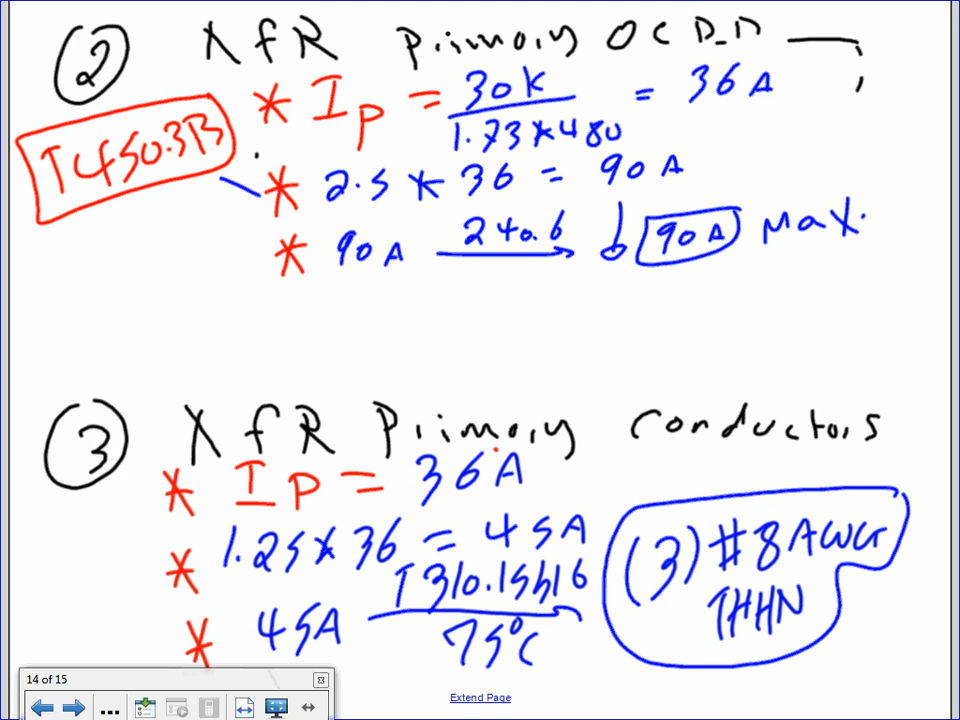 ② XfR Primary OCPD
* Ip = 30K / 1.73*480 = 36A
T450.3B
* 2.5 * 36 = 90A
* 90A 240.6 → 90A Max.
③ XfR Primary conductors
* Ip = 36A
* 1.25*36 = 45A
* 45A T310.15B16 → 75°C
(3) #8 AWG
THHN
14 of 15
...
Extend Page